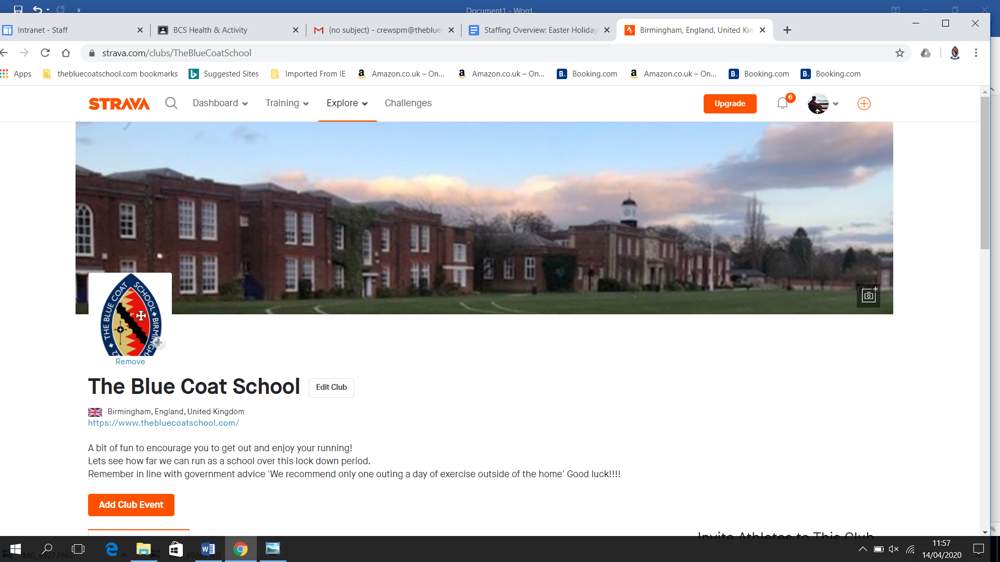 Document1 - Word
Intranet - Staff
BCS Health & Activity
(no subject) - crewspm@theblue
Staffing Overview: Easter Holiday
Birmingham, England, United Kin
strava.com/clubs/TheBlueCoatSchool
Apps
thebluecoatschool.com bookmarks
Suggested Sites
Imported From IE
Amazon.co.uk – On...
Amazon.co.uk – On...
Booking.com
Amazon.co.uk – On...
Booking.com
Booking.com
STRAVA
Dashboard
Training
Explore
Challenges
Upgrade
6
THE BLUE COAT SCHOOL BIRMINGHA
Remove
The Blue Coat School
Edit Club
Birmingham, England, United Kingdom
https://www.thebluecoatschool.com/
A bit of fun to encourage you to get out and enjoy your running!
Lets see how far we can run as a school over this lock down period.
Remember in line with government advice 'We recommend only one outing a day of exercise outside of the home' Good luck!!!!
Add Club Event
Invite Athletes to This Club
%
IMG_6927.PNG
IMG_6926.PNG
11:57
14/04/2020